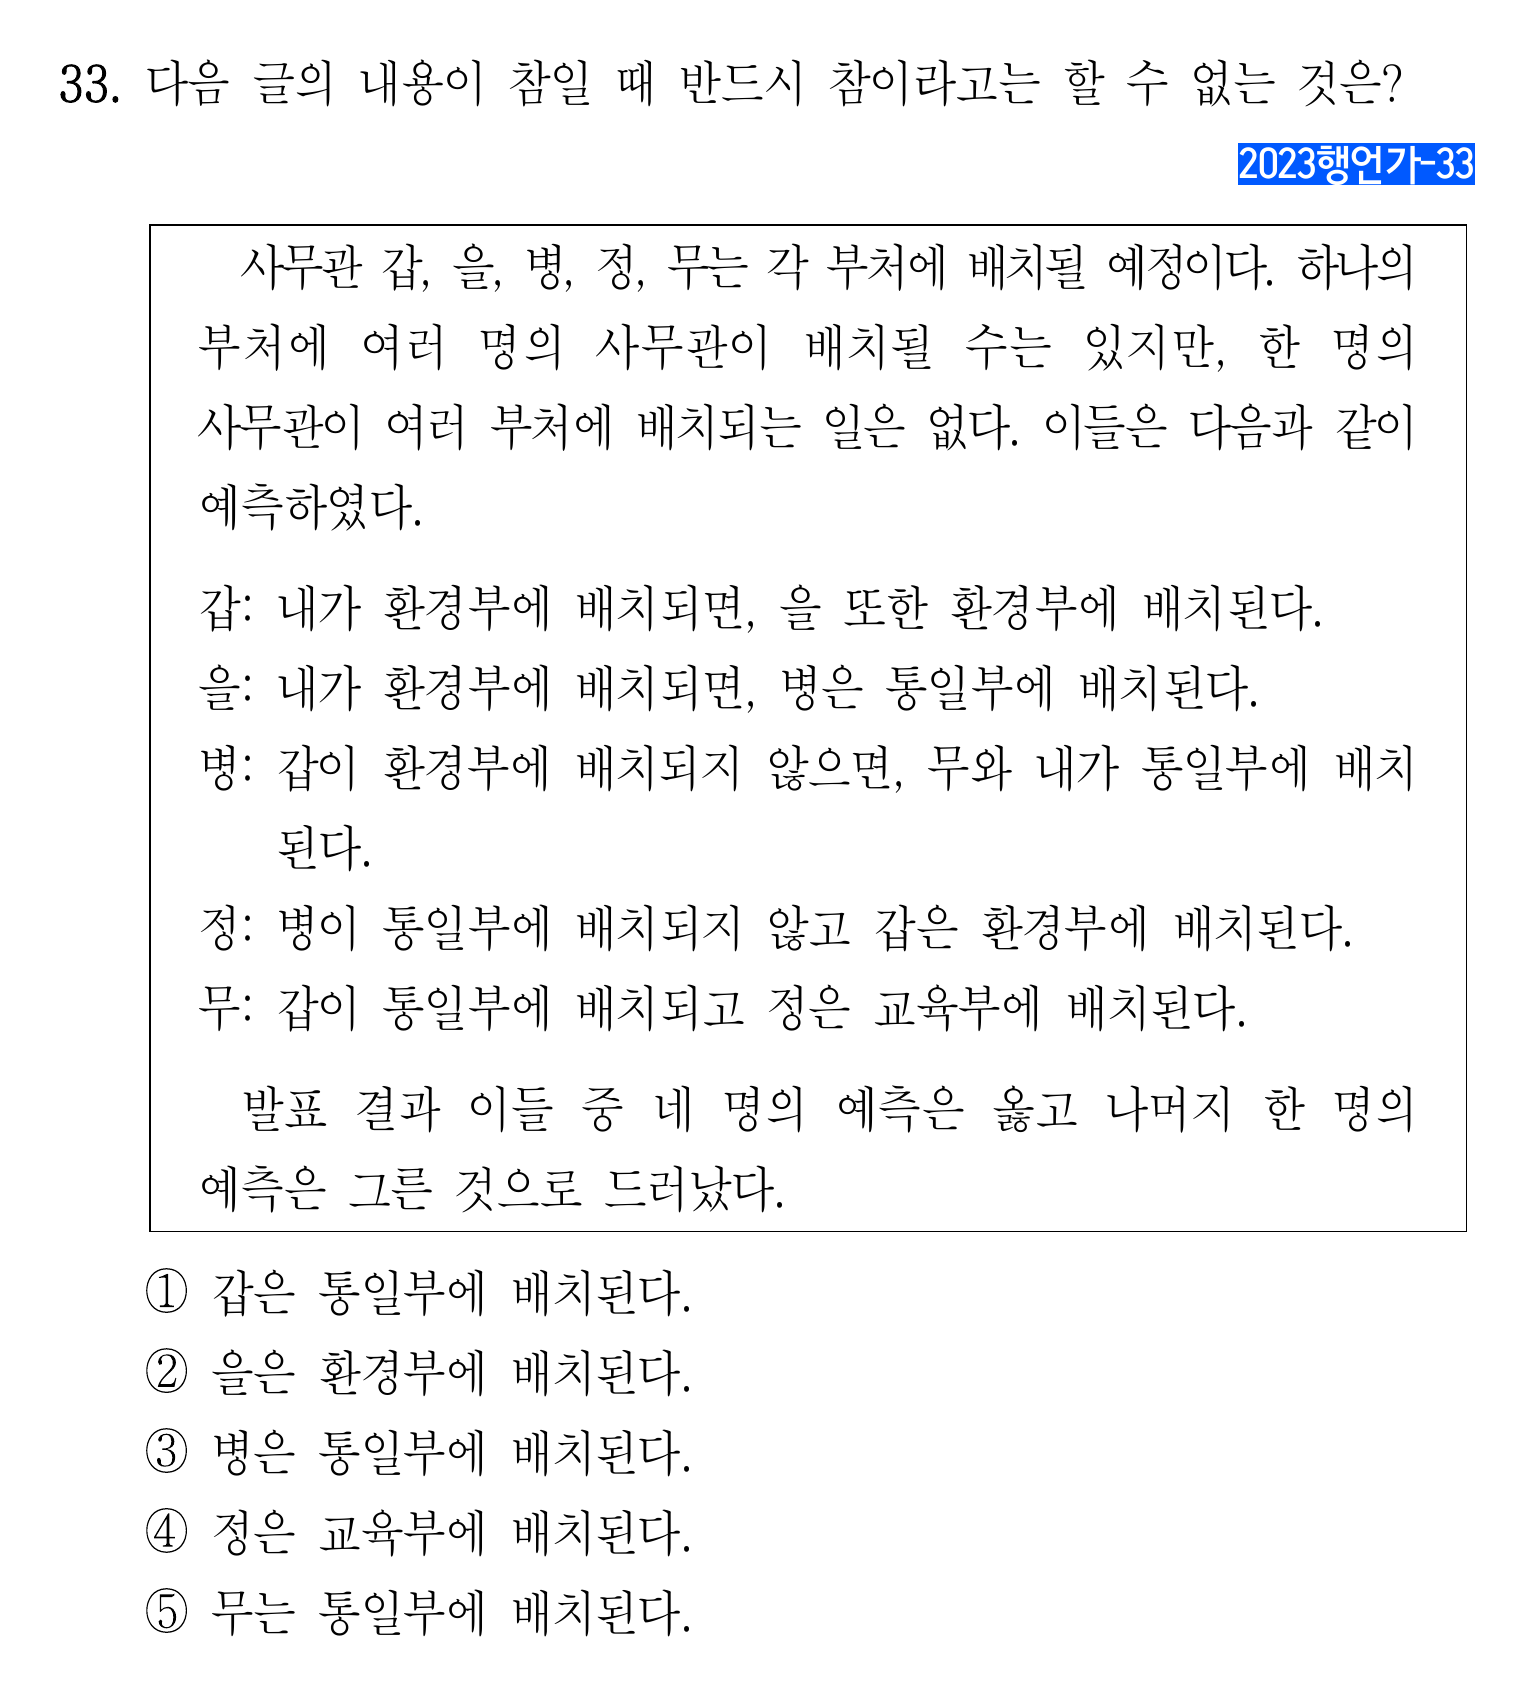 33. 다음 글의 내용이 참일 때 반드시 참이라고는 할 수 없는 것은?
2023행언가-33
사무관 갑, 을, 병, 정, 무는 각 부처에 배치될 예정이다. 하나의
부처에 여러 명의 사무관이 배치될 수는 있지만, 한 명의
사무관이 여러 부처에 배치되는 일은 없다. 이들은 다음과 같이
예측하였다.
갑: 내가 환경부에 배치되면, 을 또한 환경부에 배치된다.
을: 내가 환경부에 배치되면, 병은 통일부에 배치된다.
병: 갑이 환경부에 배치되지 않으면, 무와 내가 통일부에 배치
된다.
정: 병이 통일부에 배치되지 않고 갑은 환경부에 배치된다.
무: 갑이 통일부에 배치되고 정은 교육부에 배치된다.
발표 결과 이들 중 네 명의 예측은 옳고 나머지 한 명의
예측은 그른 것으로 드러났다.
① 갑은 통일부에 배치된다.
② 을은 환경부에 배치된다.
③ 병은 통일부에 배치된다.
④ 정은 교육부에 배치된다.
⑤ 무는 통일부에 배치된다.